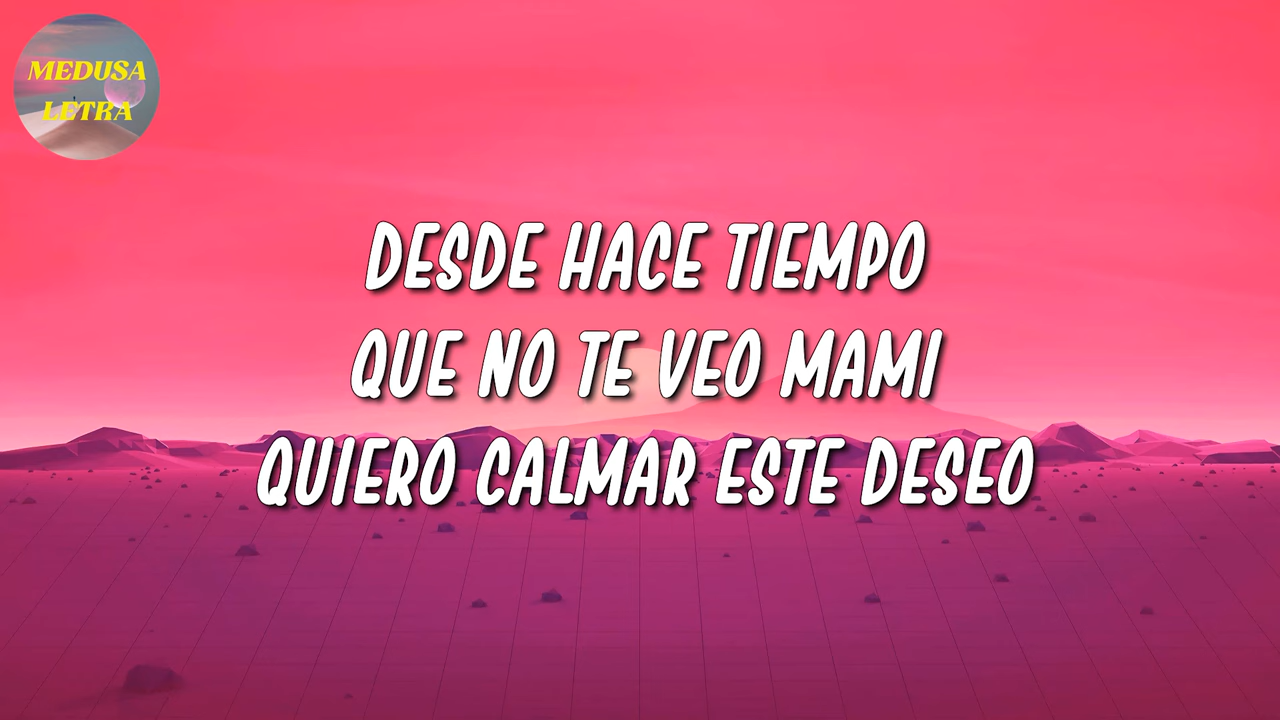 MEDUSA
LETRA
DESDE HACE TIEMPO
QUE NO TE VEO MAMI
QUIERO CALMAR ESTE DESEO